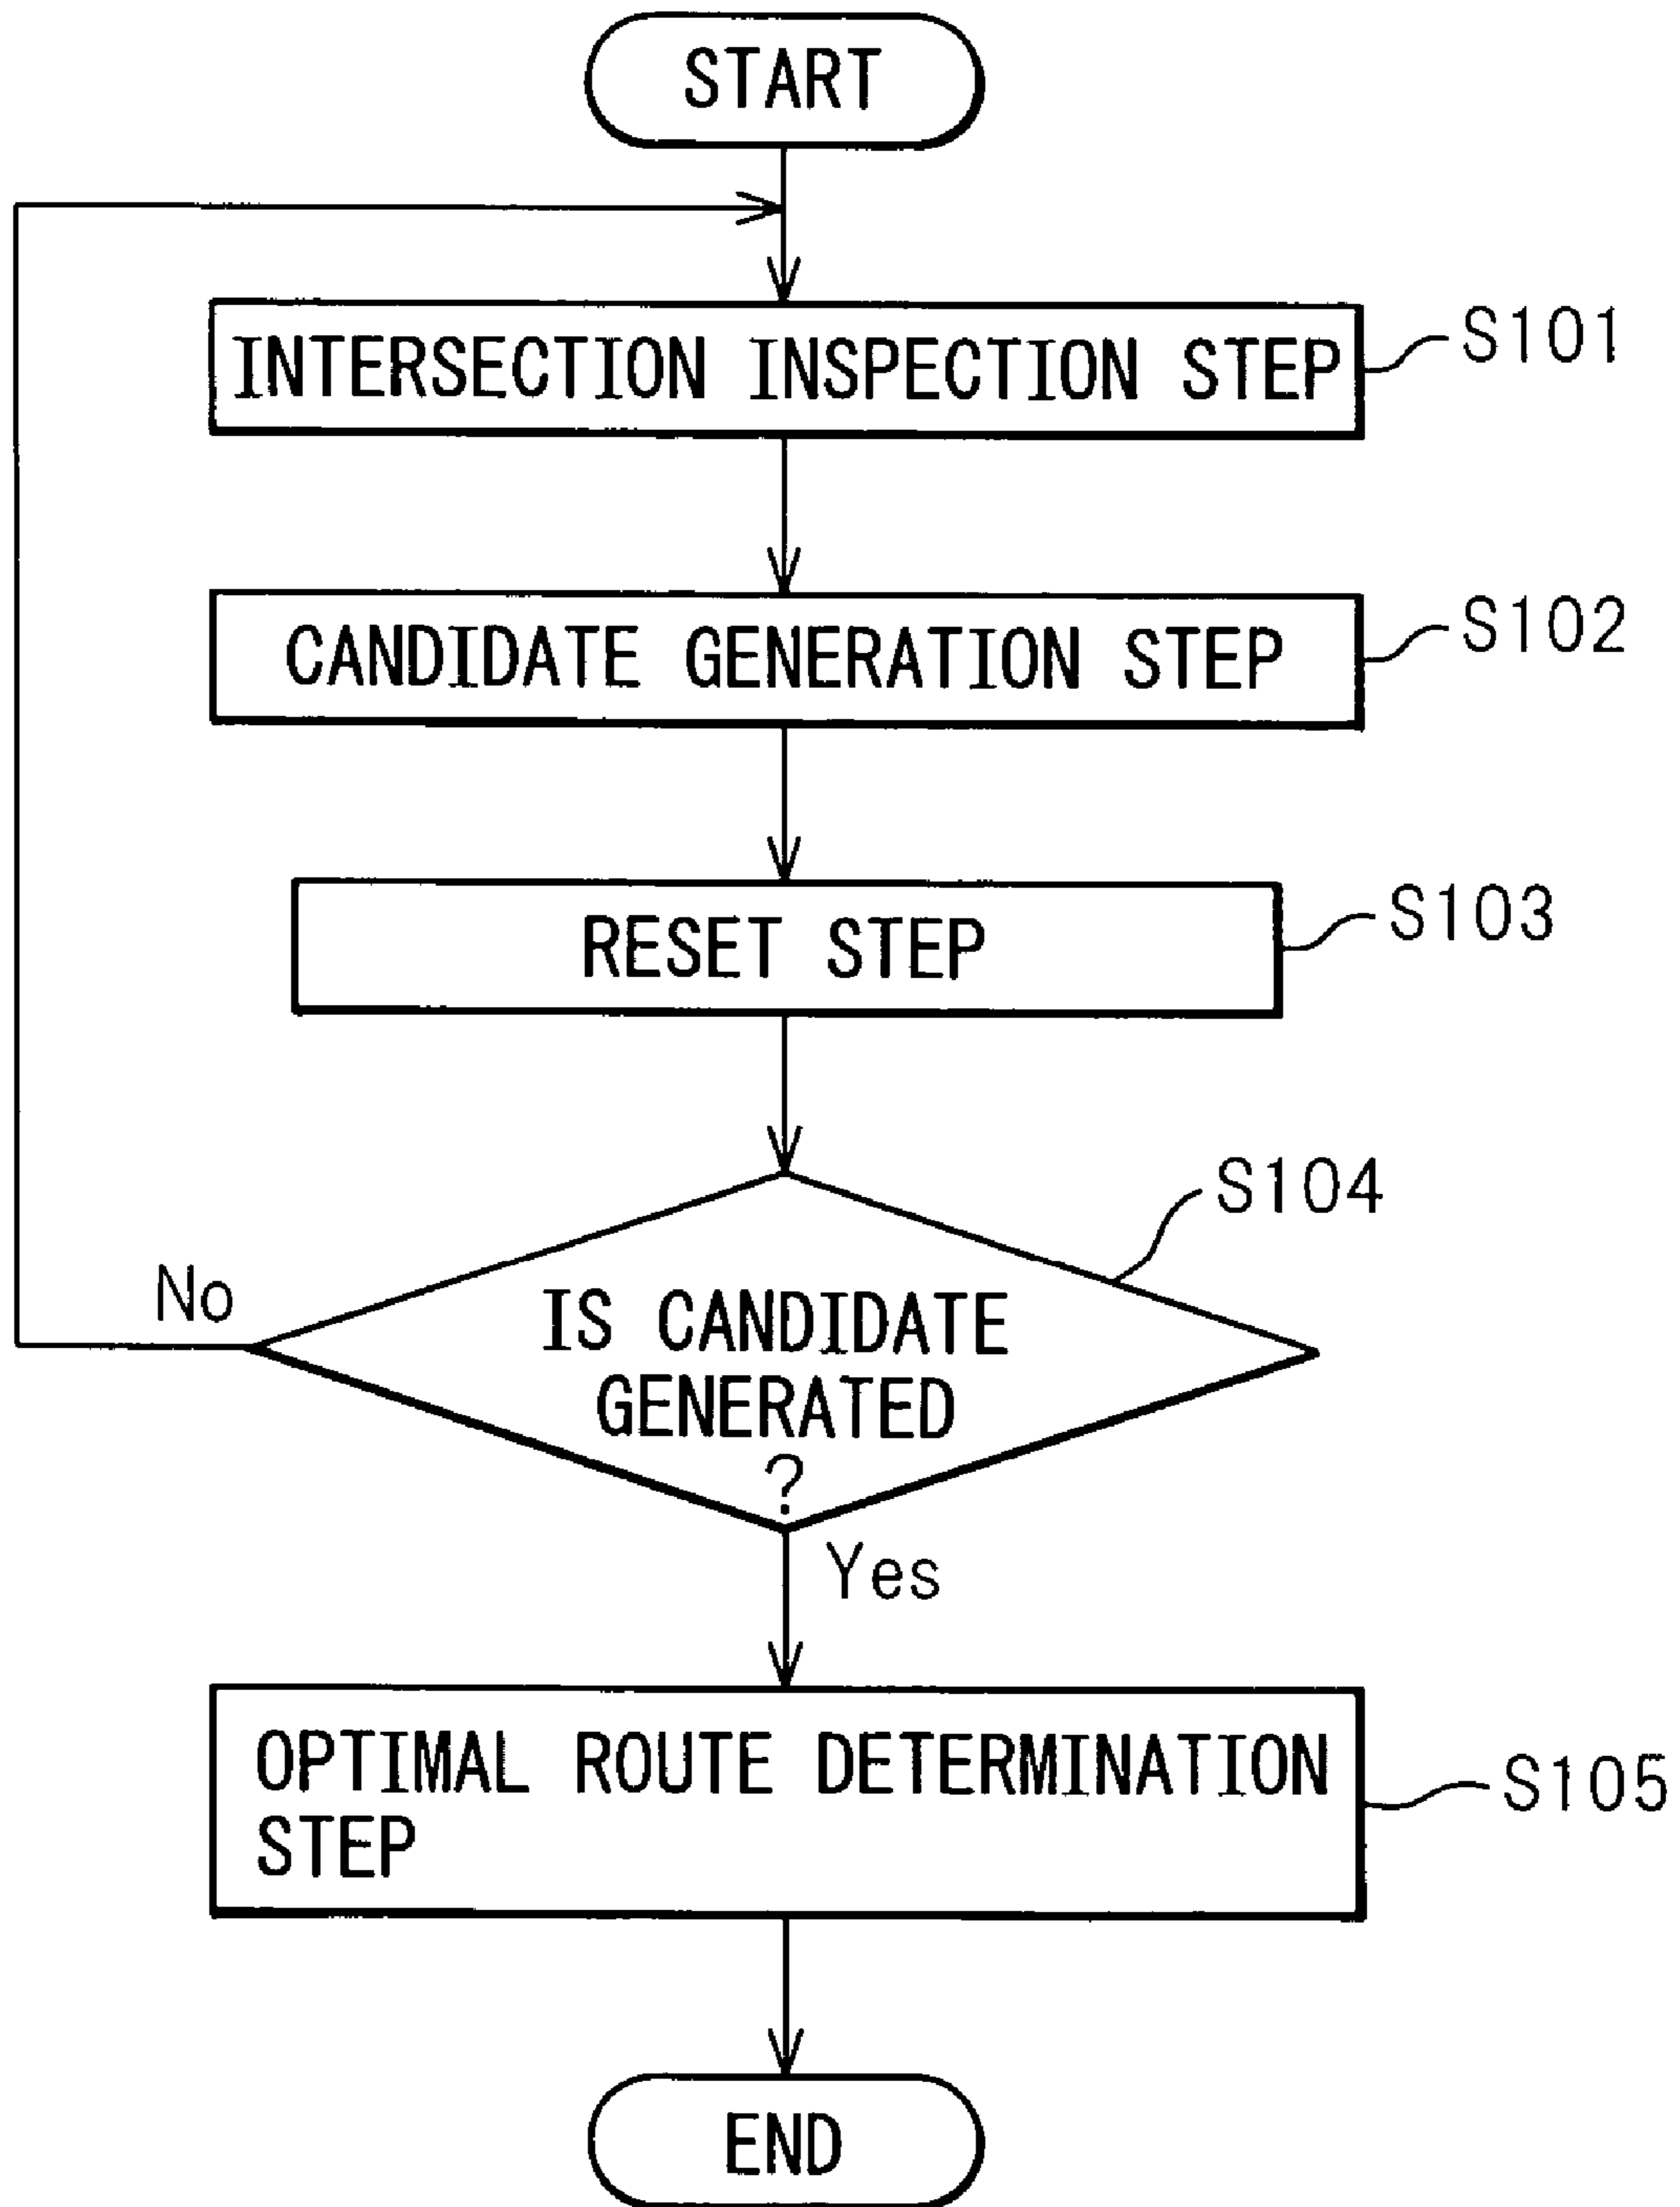 START
INTERSECTION INSPECTION STEP
S101
CANDIDATE GENERATION STEP
S102
RESET STEP
S103
S104
No
IS CANDIDATE
GENERATED
?
Yes
OPTIMAL ROUTE DETERMINATION
STEP
S105
END